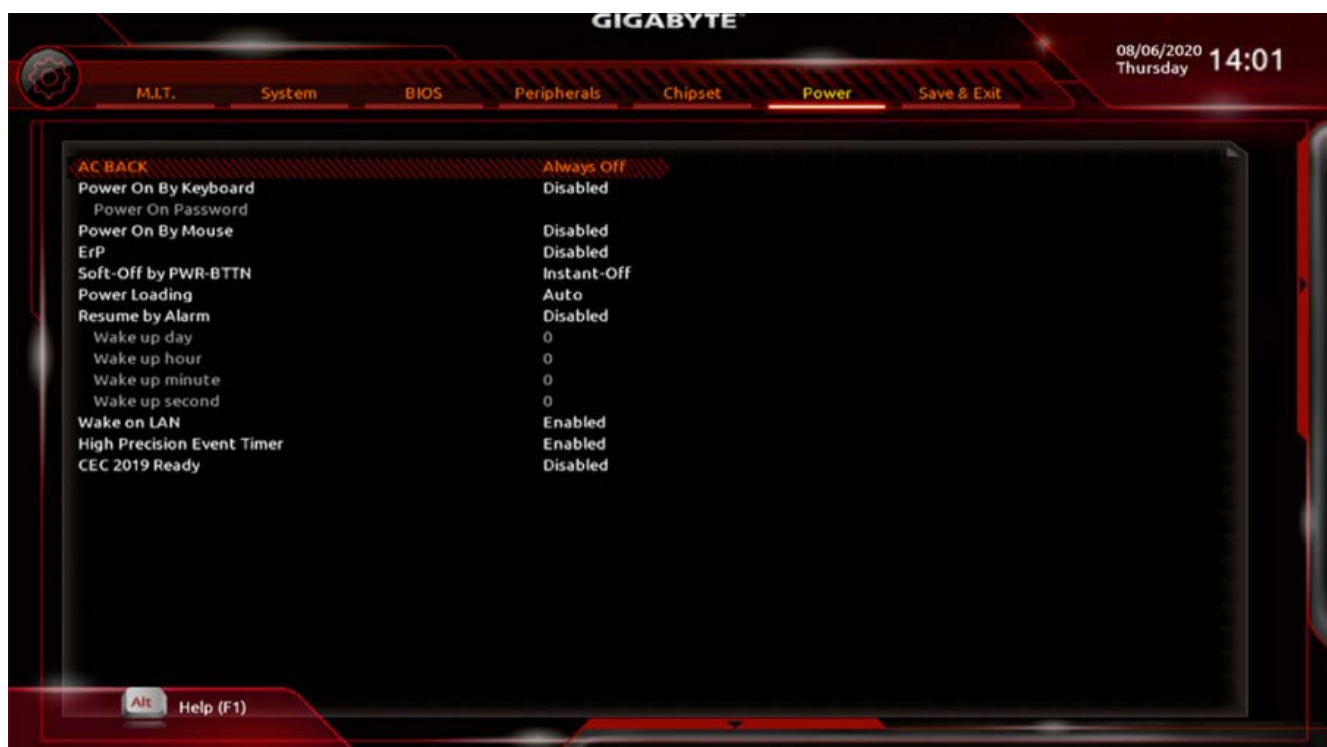 GIGABYTE
08/06/2020
Thursday 14:01
M.I.T. System BIOS Peripherals Chipset Power Save & Exit
AC BACK Always Off
Power On By Keyboard Disabled
Power On Password
Power On By Mouse Disabled
ErP Disabled
Soft-Off by PWR-BTTN Instant-Off
Power Loading Auto
Resume by Alarm Disabled
Wake up day 0
Wake up hour 0
Wake up minute 0
Wake up second 0
Wake on LAN Enabled
High Precision Event Timer Enabled
CEC 2019 Ready Disabled
Alt Help (F1)